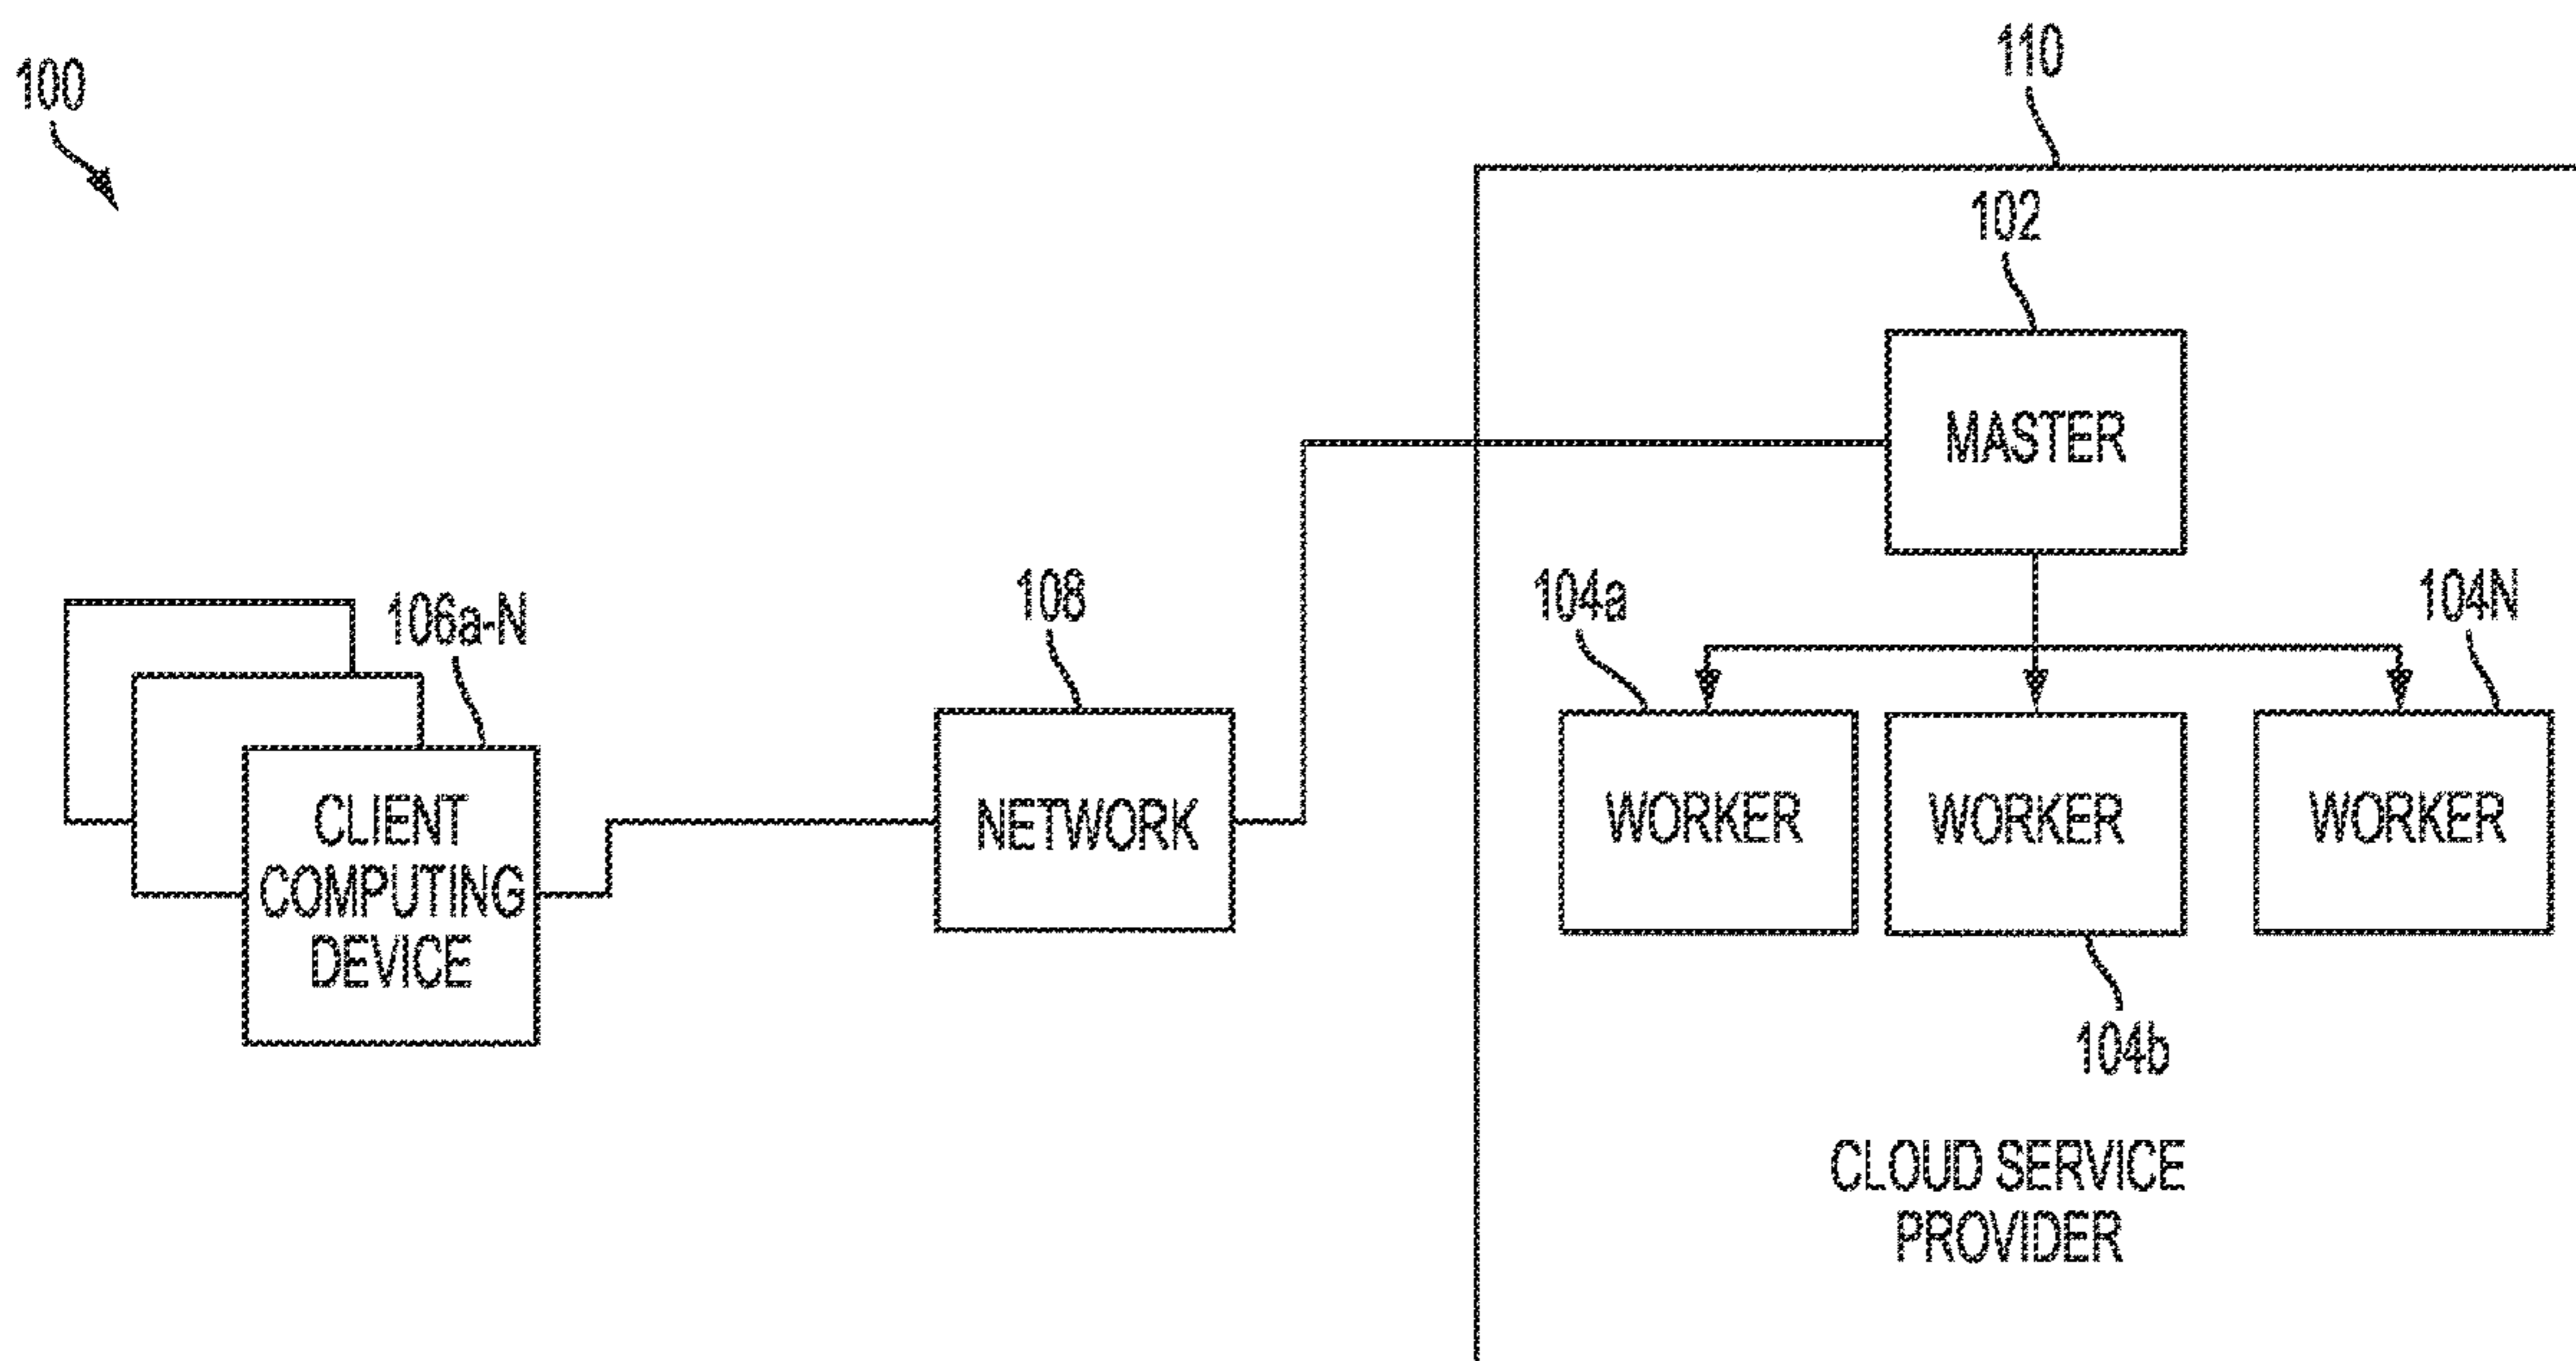 100
110
102
MASTER
106a-N
108
104a
104N
CLIENT
COMPUTING
DEVICE
NETWORK
WORKER
WORKER
WORKER
104b
CLOUD SERVICE
PROVIDER